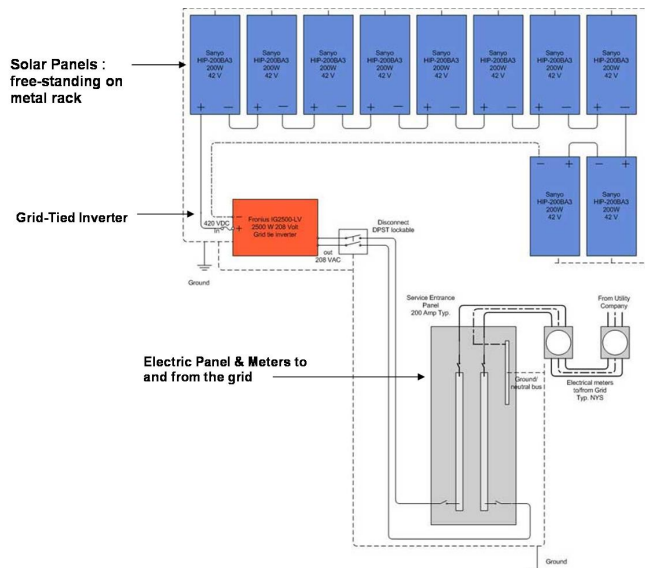 Solar Panels :
free-standing on
metal rack
Sanyo
HIP-200BA3
200W
42 V
+ −
Sanyo
HIP-200BA3
200W
42 V
+ −
Sanyo
HIP-200BA3
200W
42 V
+ −
Sanyo
HIP-200BA3
200W
42 V
+ −
Sanyo
HIP-200BA3
200W
42 V
+ −
Sanyo
HIP-200BA3
200W
42 V
+ −
Sanyo
HIP-200BA3
200W
42 V
+ −
Sanyo
HIP-200BA3
200W
42 V
+ −
− +
Sanyo
HIP-200BA3
200W
42 V
− +
Sanyo
HIP-200BA3
200W
42 V
Grid-Tied Inverter
420 VDC
In
−
+
Fronius IG2500-LV
2500 W 208 Volt
Grid tie inverter
out
208 VAC
Disconnect
DPST lockable
Ground
Service Entrance
Panel
200 Amp Typ.
From Utility
Company
Electric Panel & Meters to
and from the grid
Ground/
neutral bus
Electrical meters
to/from Grid
Typ. NYS
Ground